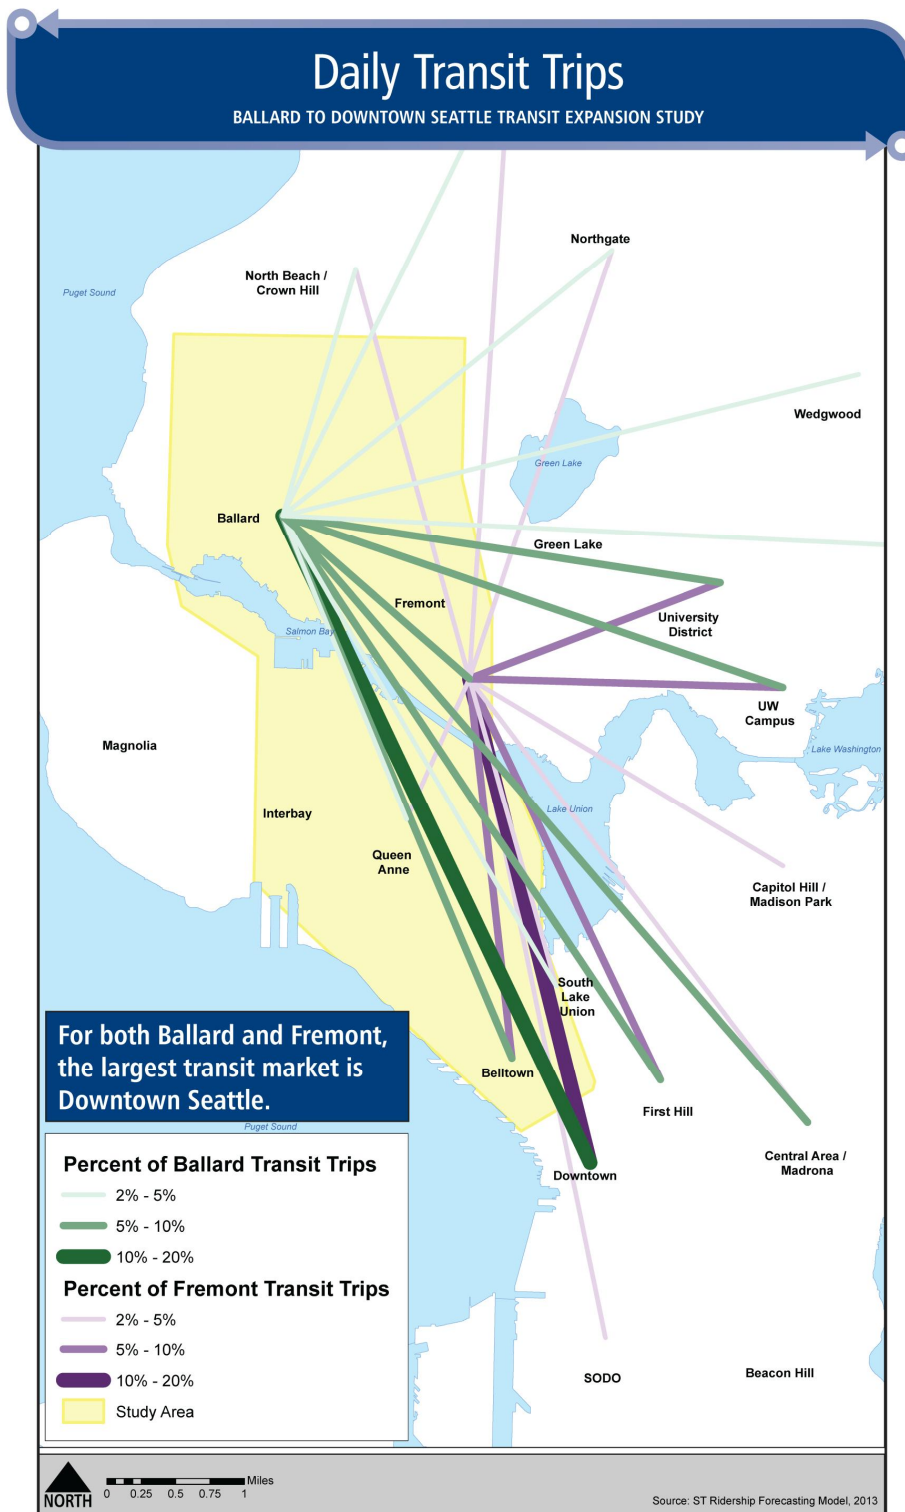 Daily Transit Trips
BALLARD TO DOWNTOWN SEATTLE TRANSIT EXPANSION STUDY
Northgate
North Beach /
Crown Hill
Puget Sound
Wedgwood
Green Lake
Ballard
Green Lake
Fremont
University
District
Salmon Bay
UW
Campus
Magnolia
Lake Washington
Interbay
Lake Union
Queen
Anne
Capitol Hill /
Madison Park
South
Lake
Union
For both Ballard and Fremont,
the largest transit market is
Downtown Seattle.
Belltown
First Hill
Puget Sound
Central Area /
Madrona
Downtown
Percent of Ballard Transit Trips
2% - 5%
5% - 10%
10% - 20%
Percent of Fremont Transit Trips
2% - 5%
5% - 10%
10% - 20%
Study Area
SODO
Beacon Hill
NORTH
Miles
0 0.25 0.5 0.75 1
Source: ST Ridership Forecasting Model, 2013